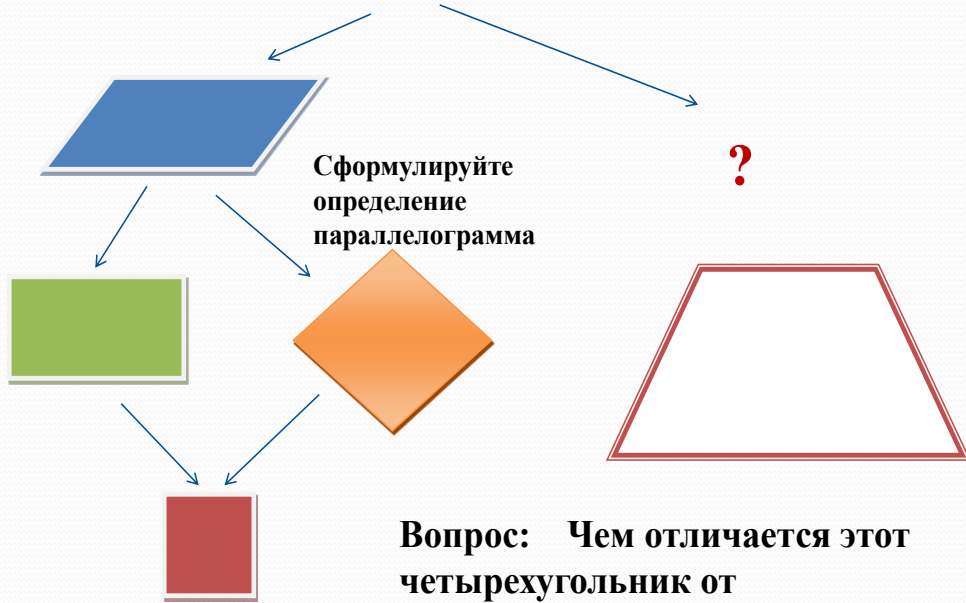 Сформулируйте
определение
параллелограмма
?
Вопрос: Чем отличается этот
четырехугольник от